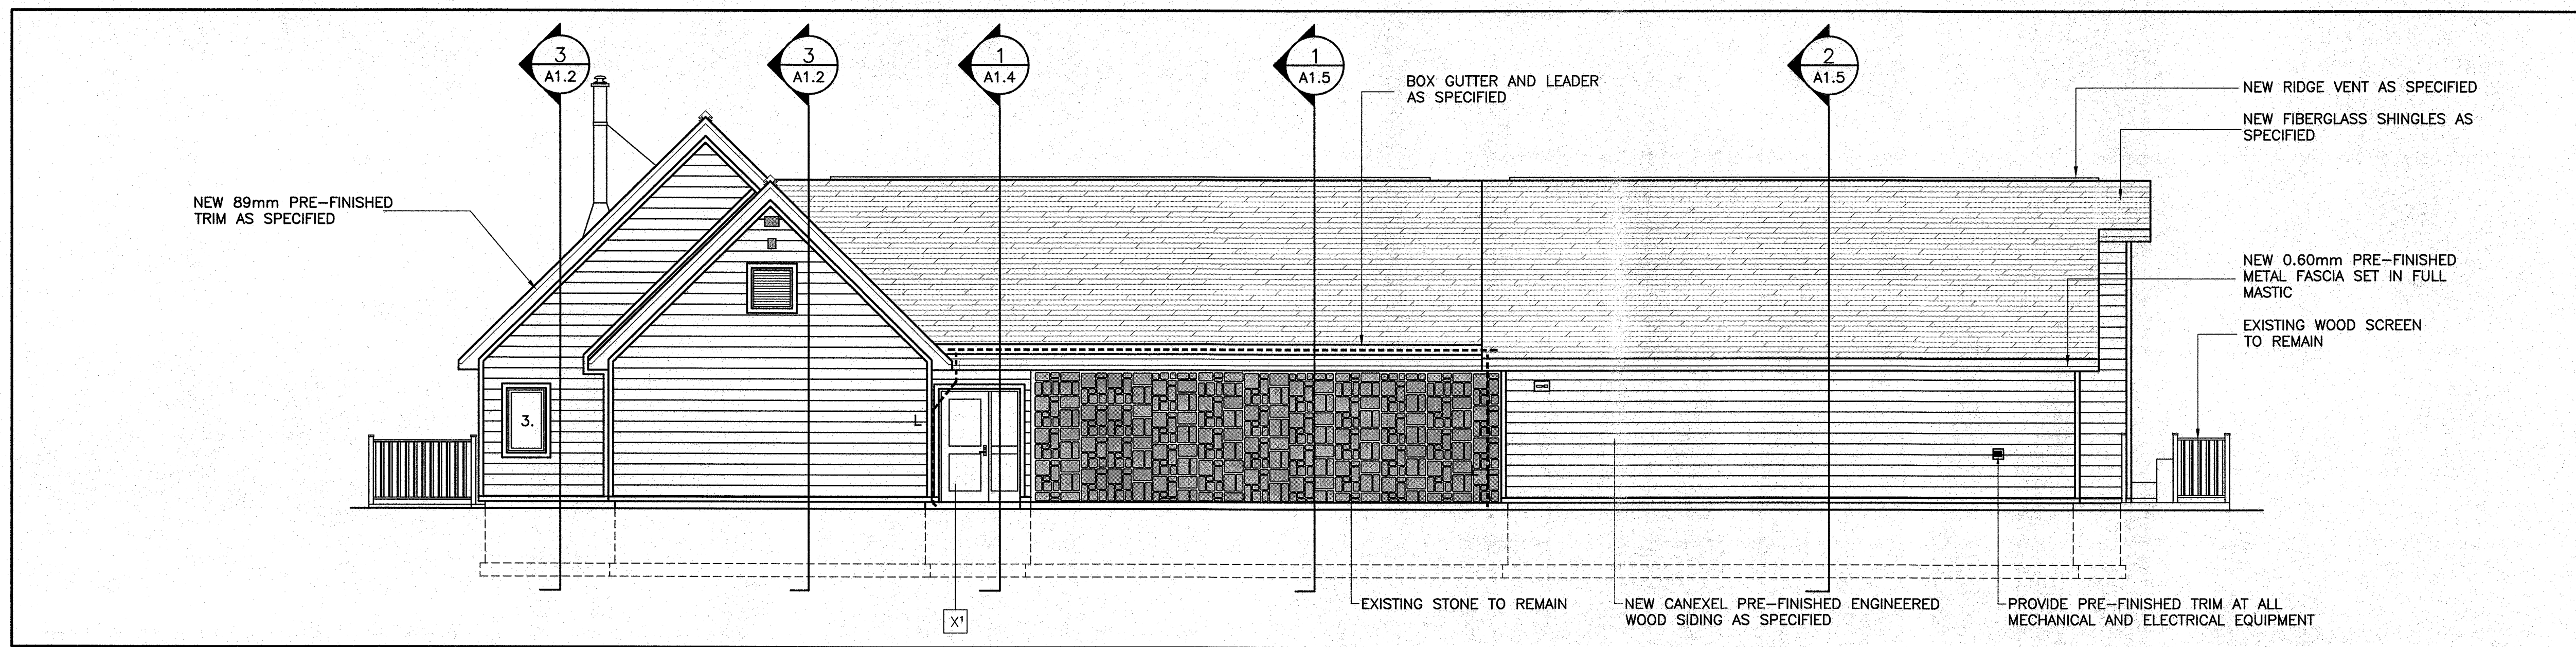 3
A1.2
3
A1.2
1
A1.4
1
A1.5
2
A1.5
BOX GUTTER AND LEADER
AS SPECIFIED
NEW RIDGE VENT AS SPECIFIED
NEW FIBERGLASS SHINGLES AS
SPECIFIED
NEW 89mm PRE-FINISHED
TRIM AS SPECIFIED
NEW 0.60mm PRE-FINISHED
METAL FASCIA SET IN FULL
MASTIC
EXISTING WOOD SCREEN
TO REMAIN
3.
L
EXISTING STONE TO REMAIN
NEW CANEXEL PRE-FINISHED ENGINEERED
WOOD SIDING AS SPECIFIED
PROVIDE PRE-FINISHED TRIM AT ALL
MECHANICAL AND ELECTRICAL EQUIPMENT
X¹